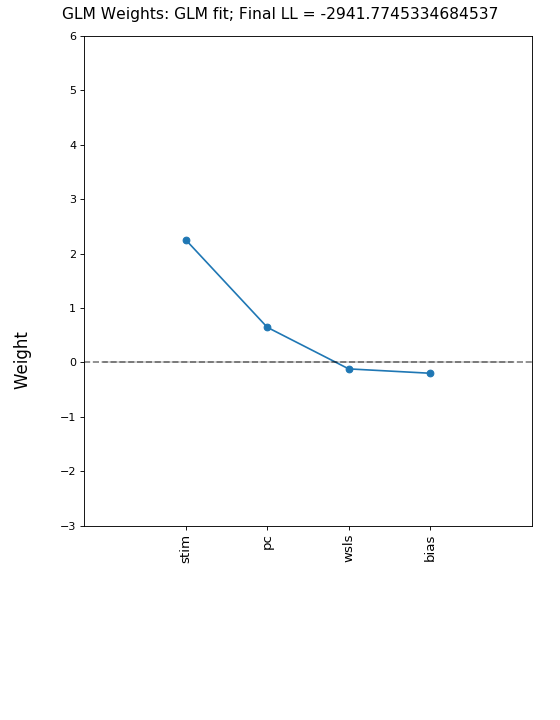 GLM Weights: GLM fit; Final LL = -2941.7745334684537
6
5
4
3
2
1
0
−1
−2
−3
Weight
stim
pc
wsls
bias